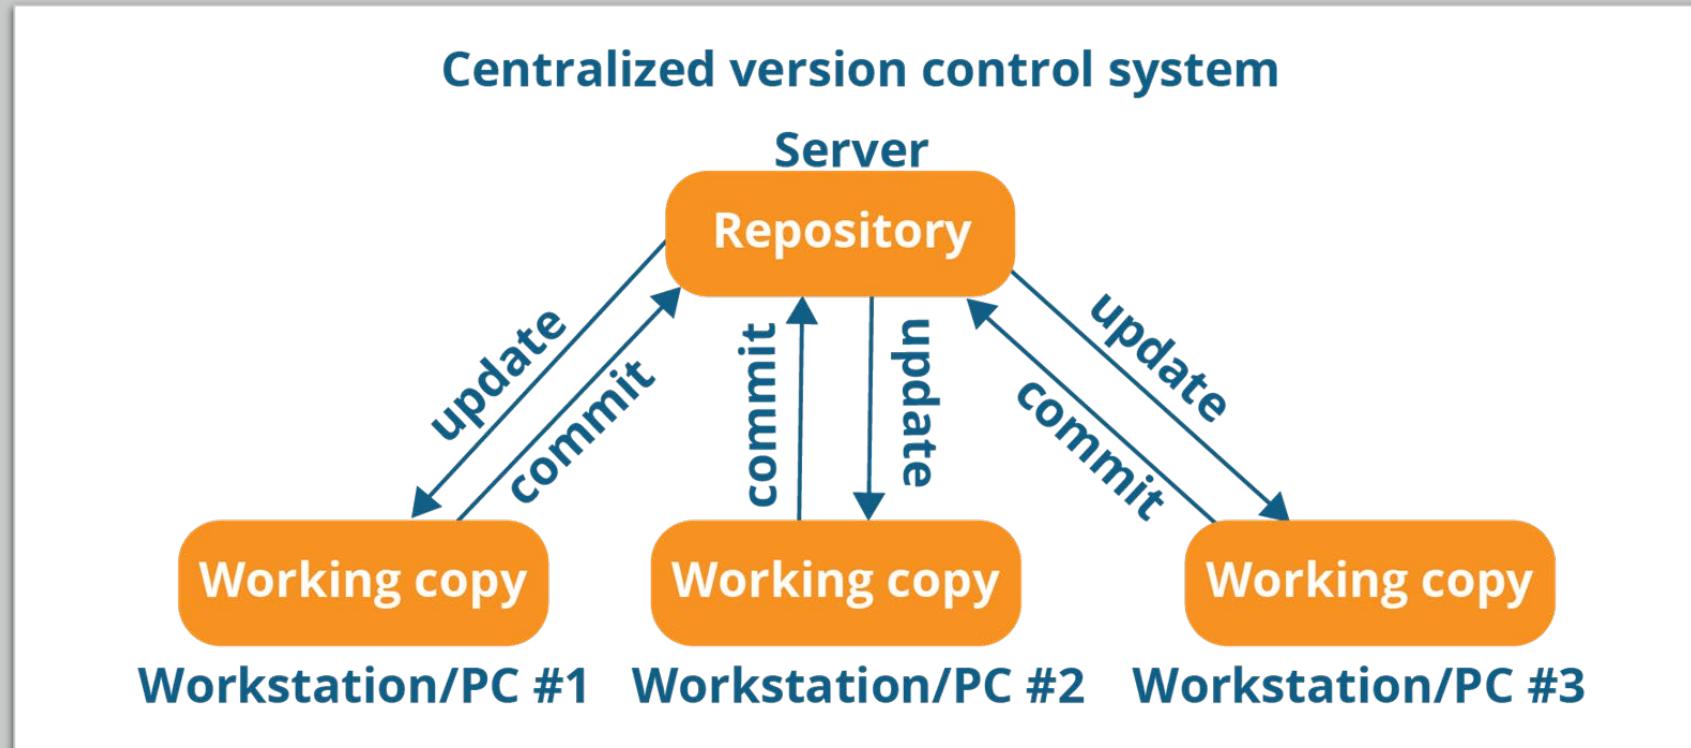 Centralized version control system
Server
Repository
update
commit
commit
update
commit
update
Working copy
Working copy
Working copy
Workstation/PC #1
Workstation/PC #2
Workstation/PC #3